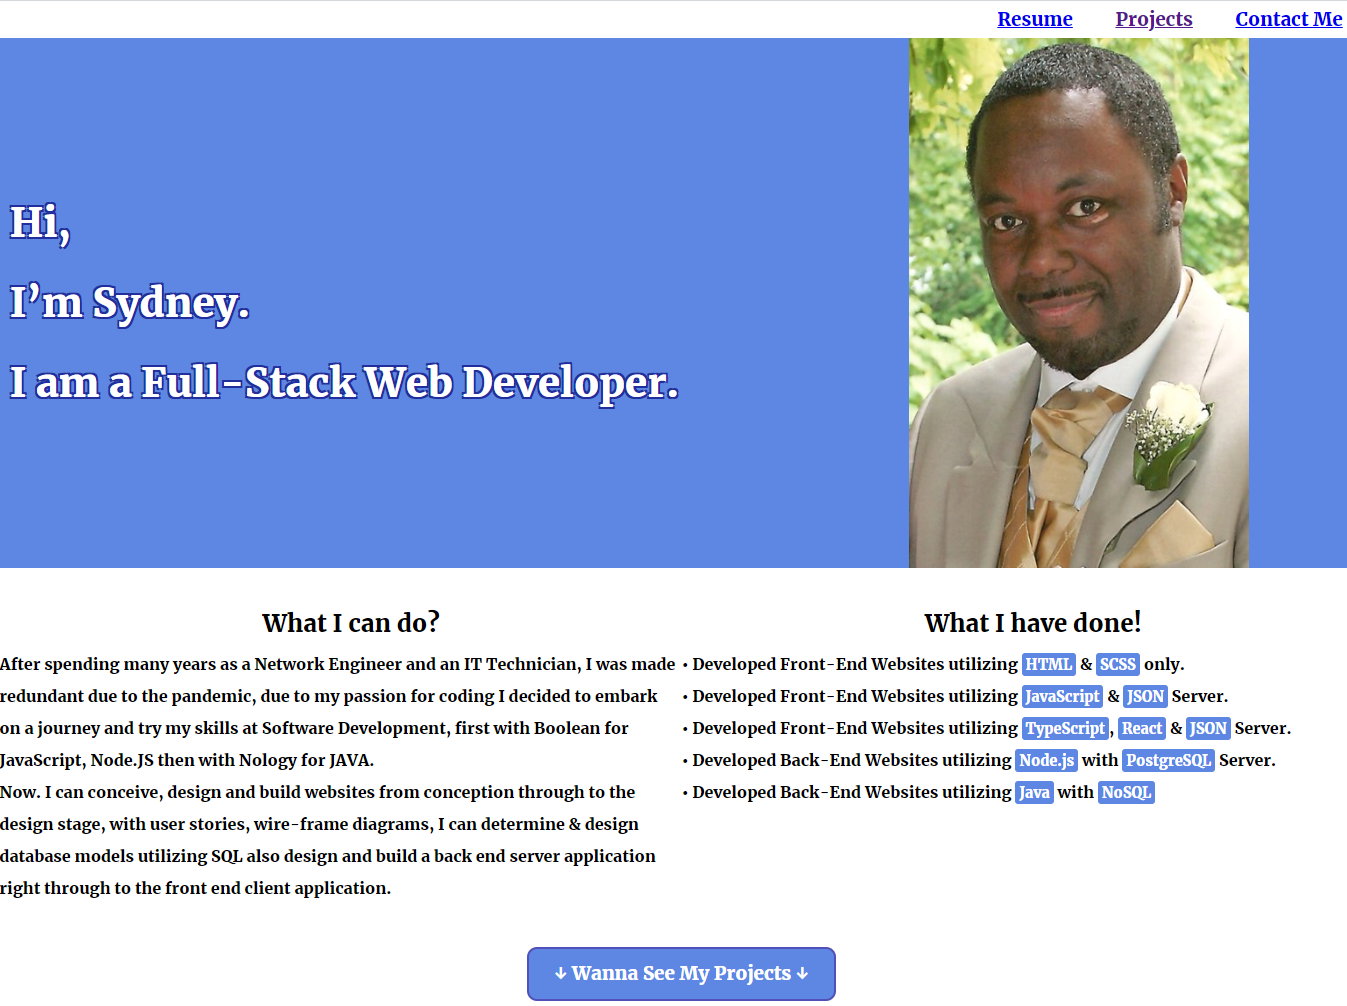 Resume Projects Contact Me
Hi,
I’m Sydney.
I am a Full-Stack Web Developer.
What I can do?
After spending many years as a Network Engineer and an IT Technician, I was made
redundant due to the pandemic, due to my passion for coding I decided to embark
on a journey and try my skills at Software Development, first with Boolean for
JavaScript, Node.JS then with Nology for JAVA.
Now. I can conceive, design and build websites from conception through to the
design stage, with user stories, wire-frame diagrams, I can determine & design
database models utilizing SQL also design and build a back end server application
right through to the front end client application.
What I have done!
• Developed Front-End Websites utilizing HTML & SCSS only.
• Developed Front-End Websites utilizing JavaScript & JSON Server.
• Developed Front-End Websites utilizing TypeScript, React & JSON Server.
• Developed Back-End Websites utilizing Node.js with PostgreSQL Server.
• Developed Back-End Websites utilizing Java with NoSQL
↓ Wanna See My Projects ↓